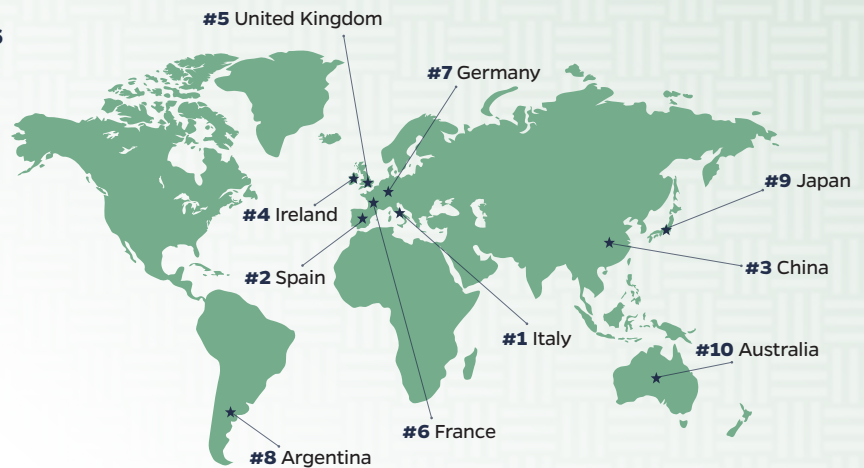 #5 United Kingdom
#7 Germany
#9 Japan
#4 Ireland
#3 China
#2 Spain
#1 Italy
#10 Australia
#6 France
#8 Argentina